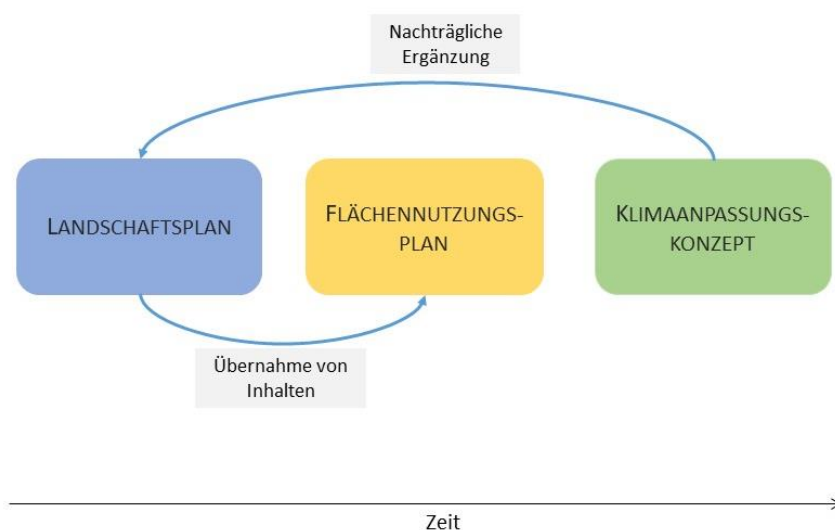 Nachträgliche
Ergänzung
LANDSCHAFTSPLAN
FLÄCHENNUTZUNGS-
PLAN
KLIMAANPASSUNGS-
KONZEPT
Übernahme von
Inhalten
Zeit